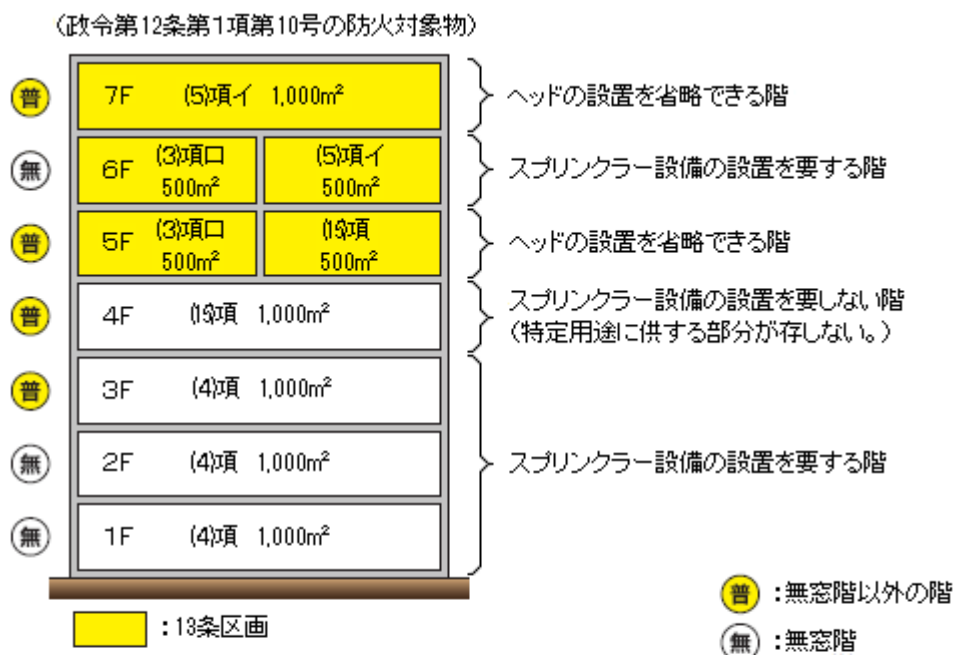 (政令第12条第1項第10号の防火対象物)
普 7F (5)項イ 1,000m² ヘッドの設置を省略できる階
無 6F (3)項ロ 500m² (5)項イ 500m² スプリンクラー設備の設置を要する階
普 5F (3)項ロ 500m² (15)項 500m² ヘッドの設置を省略できる階
普 4F (15)項 1,000m² スプリンクラー設備の設置を要しない階
(特定用途に供する部分が存しない。)
普 3F (4)項 1,000m²
無 2F (4)項 1,000m² スプリンクラー設備の設置を要する階
無 1F (4)項 1,000m²
普:無窓階以外の階
:13条区画
無:無窓階